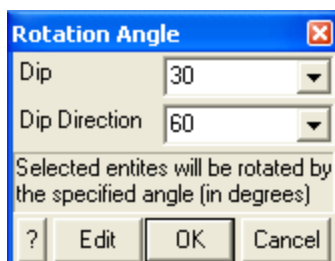 Rotation Angle
Dip 30
Dip Direction 60
Selected entites will be rotated by
the specified angle (in degrees)
? Edit OK Cancel